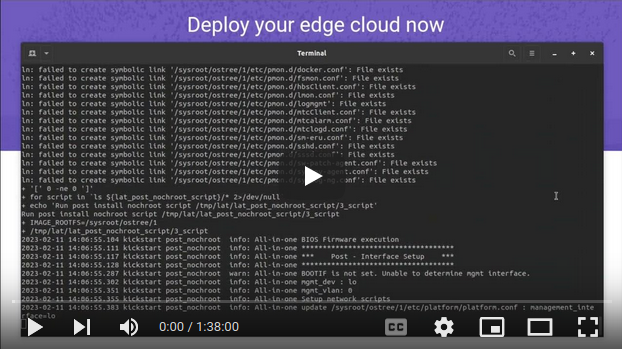 Deploy your edge cloud now
Terminal
ln: failed to create symbolic link '/sysroot/ostree/1/etc/pmon.d/docker.conf': File exists
ln: failed to create symbolic link '/sysroot/ostree/1/etc/pmon.d/fsmon.conf': File exists
ln: failed to create symbolic link '/sysroot/ostree/1/etc/pmon.d/hbsClient.conf': File exists
ln: failed to create symbolic link '/sysroot/ostree/1/etc/pmon.d/lmon.conf': File exists
ln: failed to create symbolic link '/sysroot/ostree/1/etc/pmon.d/logmgmt': File exists
ln: failed to create symbolic link '/sysroot/ostree/1/etc/pmon.d/mtcClient.conf': File exists
ln: failed to create symbolic link '/sysroot/ostree/1/etc/pmon.d/mtcalarm.conf': File exists
ln: failed to create symbolic link '/sysroot/ostree/1/etc/pmon.d/mtclogd.conf': File exists
ln: failed to create symbolic link '/sysroot/ostree/1/etc/pmon.d/sm-eru.conf': File exists
ln: failed to create symbolic link '/sysroot/ostree/1/etc/pmon.d/sshd.conf': File exists
ln: failed to create symbolic link '/sysroot/ostree/1/etc/pmon.d/ : File exists
ln: failed to create symbolic link '/sysroot/ostree/1/etc/ ent.conf': File exists
ln: failed to create symbolic link '/sysroot/ostree/1/etc/ .conf': File exists
ln: failed to create symbolic link '/sysroot/ostree/1/etc/ .conf': File exists
+ '[' 0 -ne 0 ']'
+ for script in `ls ${lat_post_nochroot_script}/* 2>/dev/null
+ echo 'Run post install nochroot script /tmp/lat/lat_post_nochroot_script/3_script'
Run post install nochroot script /tmp/lat/lat_post_nochroot_script/3_script
+ IMAGE_ROOTFS=/sysroot/ostree/1
+ /tmp/lat/lat_post_nochroot_script/3_script
2023-02-11 14:06:55.104 kickstart post_nochroot info: All-in-one BIOS Firmware execution
2023-02-11 14:06:55.111 kickstart post_nochroot info: All-in-one ***********************************
2023-02-11 14:06:55.117 kickstart post_nochroot info: All-in-one *** Post - Interface Setup ***
2023-02-11 14:06:55.128 kickstart post_nochroot info: All-in-one ***********************************
2023-02-11 14:06:55.287 kickstart post_nochroot warn: All-in-one BOOTIF is not set. Unable to determine mgmt interface.
2023-02-11 14:06:55.302 kickstart post_nochroot info: All-in-one mgmt_dev : lo
2023-02-11 14:06:55.351 kickstart post_nochroot info: All-in-one mgmt_vlan: 0
2023-02-11 14:06:55.355 kickstart post_nochroot info: All-in-one Setup network scripts
2023-02-11 14:06:55.383 kickstart post_nochroot info: All-in-one update /sysroot/ostree/1/etc/platform/platform.conf : management_inte
rface=lo
0:00 / 1:38:00
CC